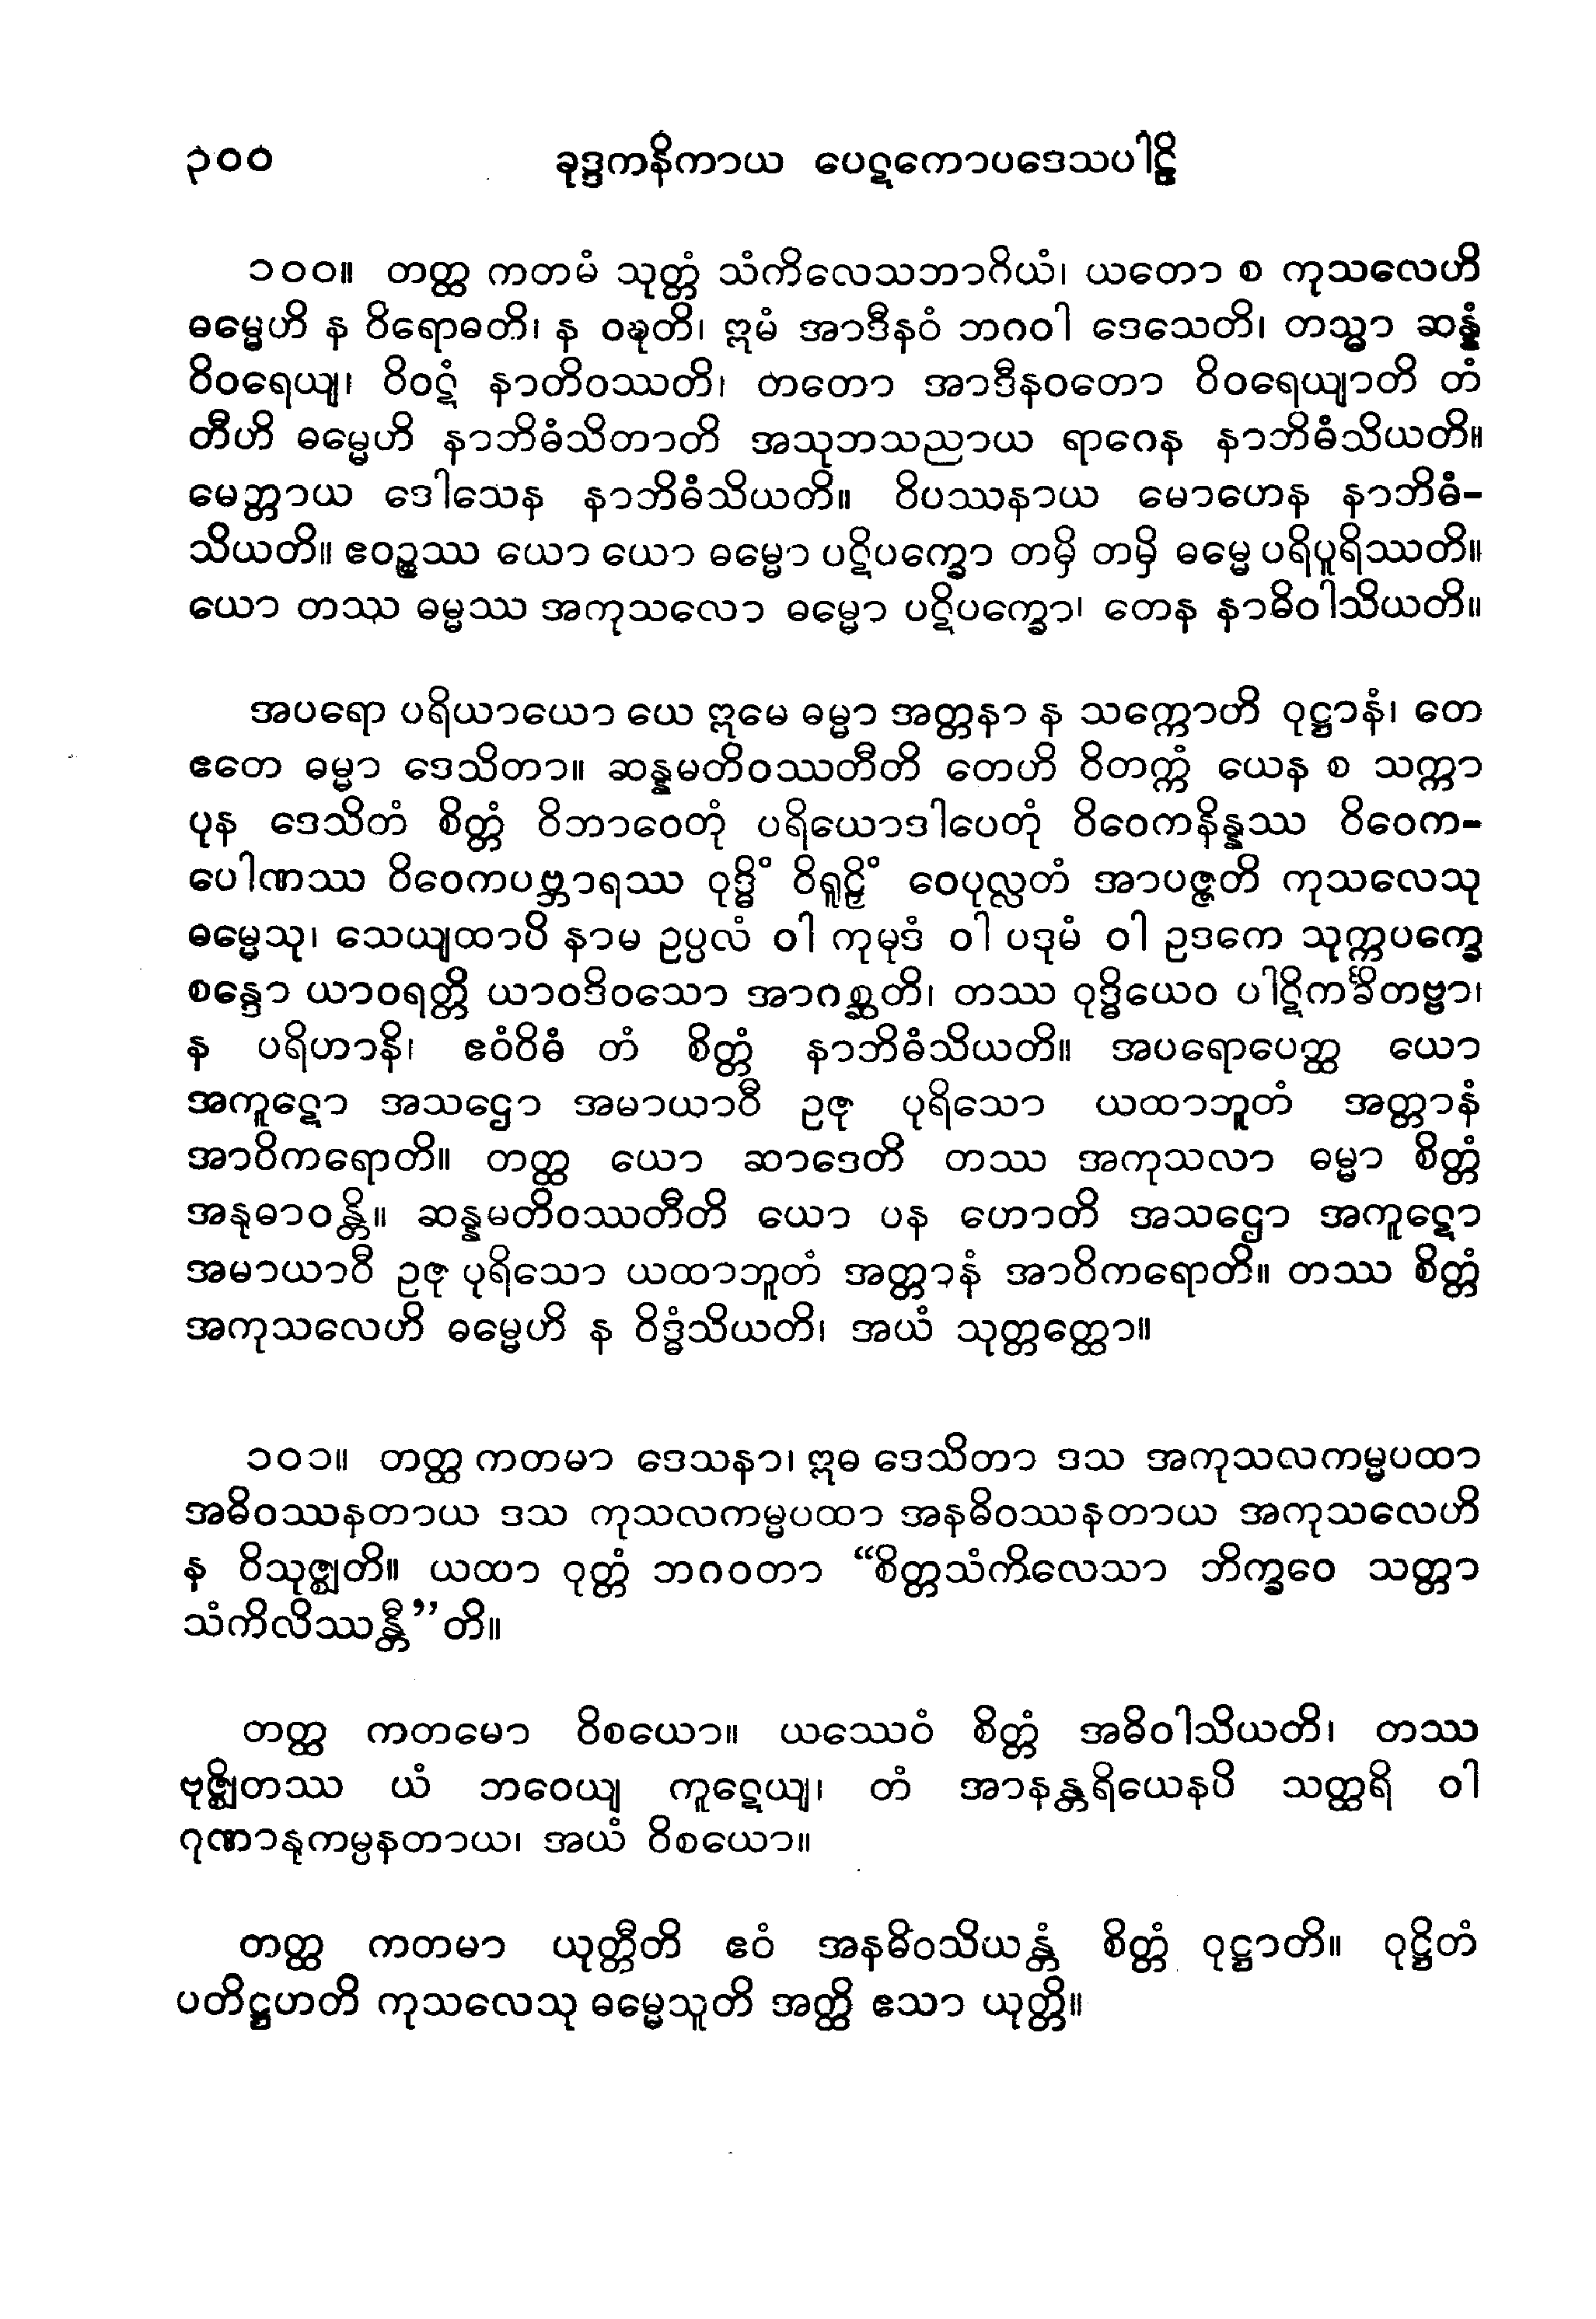 ၃၀၀ ခုဒ္ဒကနိကာယ ပေဋကောပဒေသပါဠိ
၁၀၀။ တတ္ထ ကတမံ သုတ္တံ သံကိလေသဘာဂိယံ၊ ယတော စ ကုသလေဟိ
ဓမ္မေဟိ န ဝိရောဓတိ၊ န ဝၓုတိ၊ ဣမံ အာဒီနဝံ ဘဂဝါ ဒေသေတိ၊ တသ္မာ ဆန္နံ
ဝိဝရေယျ၊ ဝိဝဋံ နာတိဝဿတိ၊ တတော အာဒီနဝတော ဝိဝရေယျာတိ တံ
တီဟိ ဓမ္မေဟိ နာဘိဓံသိတာတိ အသုဘသညာယ ရာဂေန နာဘိဓံသိယတိ။
မေတ္တာယ ဒေါသေန နာဘိဓံသိယတိ။ ဝိပဿနာယ မောဟေန နာဘိဓံ-
သိယတိ။ ဧဝဉ္စဿ ယော ယော ဓမ္မော ပဋိပက္ခော တမှိ တမှိ ဓမ္မေ ပရိပူရိဿတိ။
ယော တဿ ဓမ္မဿ အကုသလော ဓမ္မော ပဋိပက္ခော၊ တေန နာဓိဝါသိယတိ။
အပရော ပရိယာယော ယေ ဣမေ ဓမ္မာ အတ္တနာ န သက္ကောဟိ ဝုဋ္ဌာနံ၊ တေ
ဧတေ ဓမ္မာ ဒေသိတာ။ ဆန္နမတိဝဿတီတိ တေဟိ ဝိတက္ကံ ယေန စ သက္ကာ
ပုန ဒေသိတံ စိတ္တံ ဝိဘာဝေတုံ ပရိယောဒါပေတုံ ဝိဝေကနိန္နဿ ဝိဝေက-
ပေါဏဿ ဝိဝေကပဗ္ဘာရဿ ဝုဒ္ဓိံ ဝိရူဠှိံ ဝေပုလ္လတံ အာပဇ္ဇတိ ကုသလေသု
ဓမ္မေသု၊ သေယျထာပိ နာမ ဥပ္ပလံ ဝါ ကုမုဒံ ဝါ ပဒုမံ ဝါ ဥဒကေ သုက္ကပက္ခေ
စန္ဒော ယာဝရတ္တိ ယာဝဒိဝသော အာဂစ္ဆတိ၊ တဿ ဝုဒ္ဓိယေဝ ပါဋိကင်္ခိတဗ္ဗာ၊
န ပရိဟာနိ၊ ဧဝံဝိဓံ တံ စိတ္တံ နာဘိဓံသိယတိ။ အပရောပေတ္ထ ယော
အကူဋော အသဌော အမာယာဝီ ဥဇု ပုရိသော ယထာဘူတံ အတ္တာနံ
အာဝိကရောတိ။ တတ္ထ ယော ဆာဒေတိ တဿ အကုသလာ ဓမ္မာ စိတ္တံ
အနုဓာဝန္တိ။ ဆန္နမတိဝဿတီတိ ယော ပန ဟောတိ အသဌော အကူဋော
အမာယာဝီ ဥဇု ပုရိသော ယထာဘူတံ အတ္တာနံ အာဝိကရောတိ။ တဿ စိတ္တံ
အကုသလေဟိ ဓမ္မေဟိ န ဝိဒ္ဓံသိယတိ၊ အယံ သုတ္တတ္ထော။
၁၀၁။ တတ္ထ ကတမာ ဒေသနာ၊ ဣဓ ဒေသိတာ ဒသ အကုသလကမ္မပထာ
အဓိဝဿနတာယ ဒသ ကုသလကမ္မပထာ အနဓိဝဿနတာယ အကုသလေဟိ
န ဝိသုဇ္ဈတိ။ ယထာ ဝုတ္တံ ဘဂဝတာ “စိတ္တသံကိလေသာ ဘိက္ခဝေ သတ္တာ
သံကိလိဿန္တီ”တိ။
တတ္ထ ကတမော ဝိစယော။ ယဿေဝံ စိတ္တံ အဓိဝါသိယတိ၊ တဿ
ဗုဇ္ဈိတဿ ယံ ဘဝေယျ ကူဋေယျ၊ တံ အာနန္တရိယေနပိ သတ္ထရိ ဝါ
ဂုဏာနုကမ္ပနတာယ၊ အယံ ဝိစယော။
တတ္ထ ကတမာ ယုတ္တီတိ ဧဝံ အနဓိဝသိယန္တံ စိတ္တံ ဝုဋ္ဌာတိ။ ဝုဋ္ဌိတံ
ပတိဋ္ဌဟတိ ကုသလေသု ဓမ္မေသူတိ အတ္ထိ ဧသာ ယုတ္တိ။